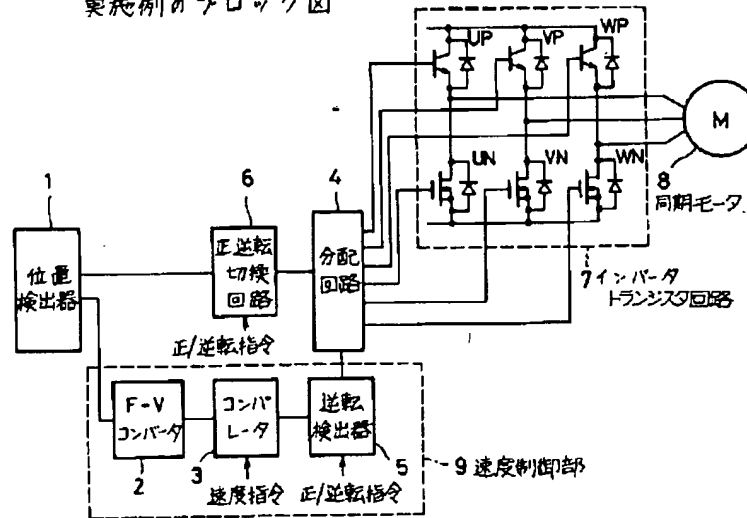 実施例のブロック図
UP
VP
WP
UN
VN
WN
M
8
同期モータ
7 インバータ
トランジスタ回路
1
位置
検出器
6
正逆転
切換
回路
正/逆転指令
4
分配
回路
F-V
コンバータ
2
コンパ
レータ
3
速度指令
逆転
検出器
5
正/逆転指令
9 速度制御部